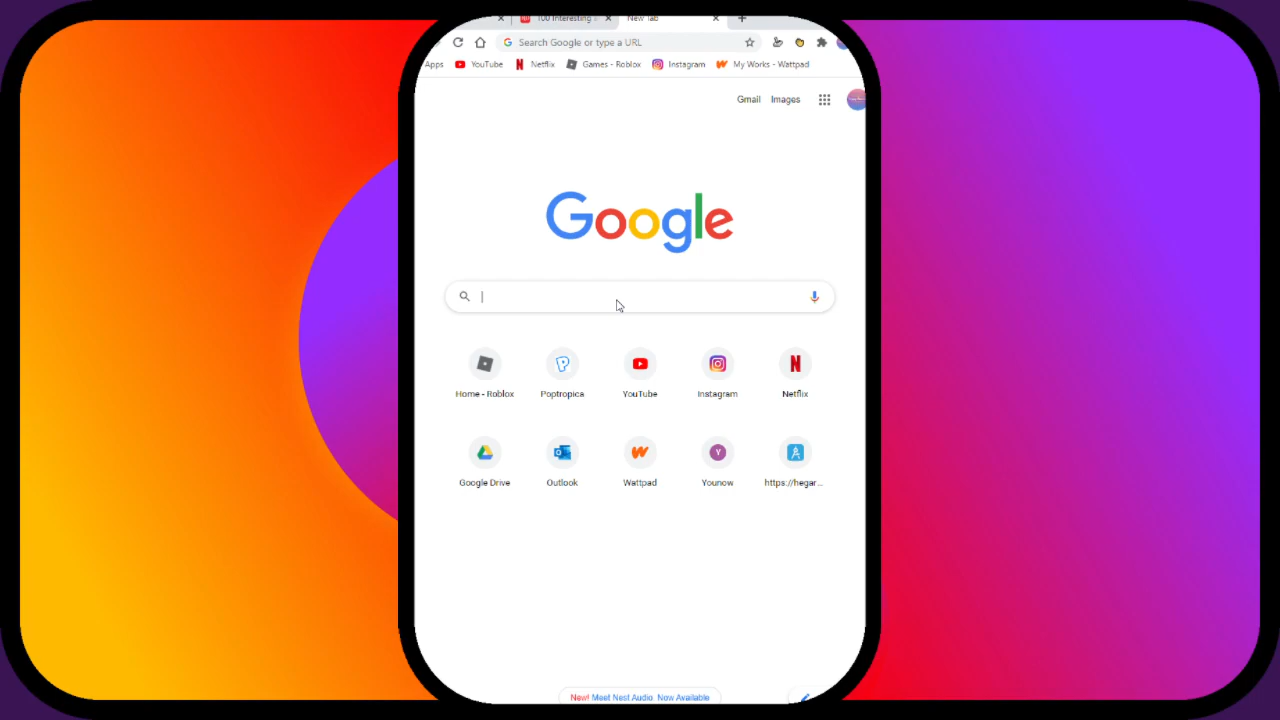 100 Interesting New Tab
Search Google or type a URL
Apps YouTube Netflix Games - Roblox Instagram My Works - Wattpad
Gmail Images
Google
Home - Roblox Poptropica YouTube Instagram Netflix
Google Drive Outlook Wattpad Younow https://hegar...
New! Meet Nest Audio. Now Available